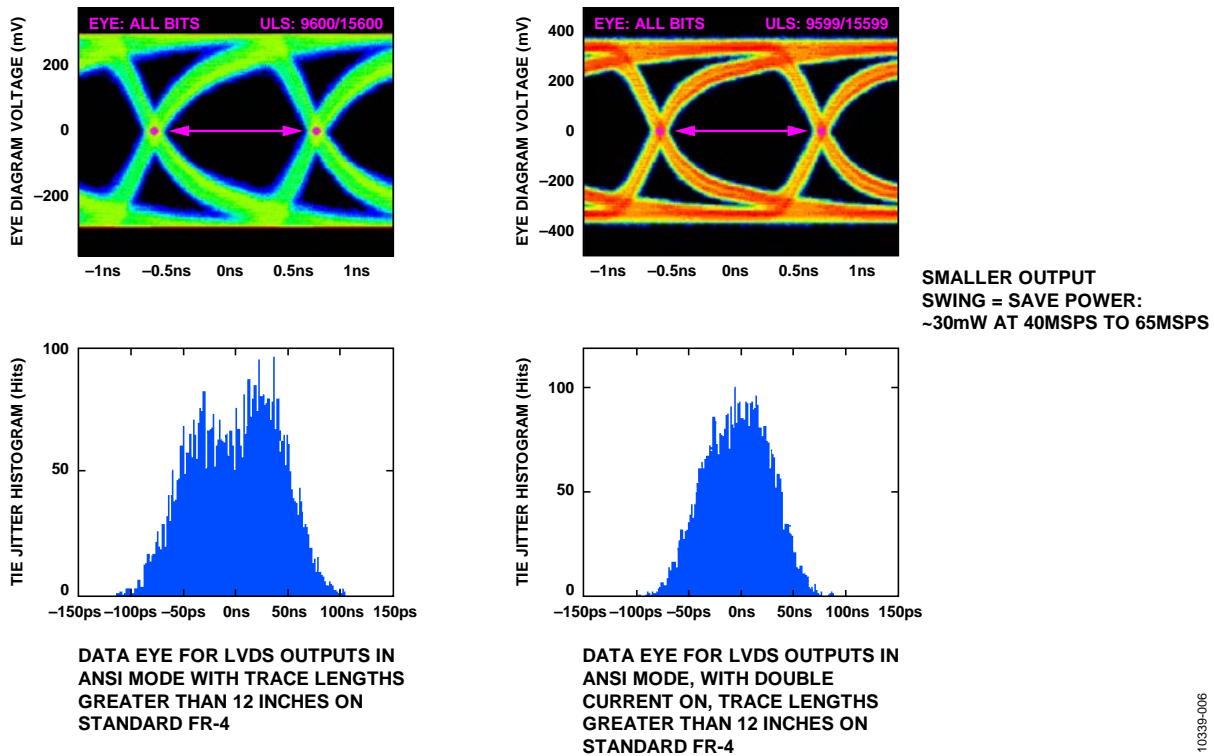 EYE: ALL BITS ULS: 9600/15600
EYE DIAGRAM VOLTAGE (mV)
200
0
–200
–1ns –0.5ns 0ns 0.5ns 1ns
EYE: ALL BITS ULS: 9599/15599
EYE DIAGRAM VOLTAGE (mV)
400
200
0
–200
–400
–1ns –0.5ns 0ns 0.5ns 1ns
SMALLER OUTPUT
SWING = SAVE POWER:
~30mW AT 40MSPS TO 65MSPS
TIE JITTER HISTOGRAM (Hits)
100
50
0
–150ps –100ps –50ps 0ns 50ns 100ns 150ps
DATA EYE FOR LVDS OUTPUTS IN
ANSI MODE WITH TRACE LENGTHS
GREATER THAN 12 INCHES ON
STANDARD FR-4
TIE JITTER HISTOGRAM (Hits)
100
50
0
–150ps –100ps –50ps 0ns 50ns 100ns 150ps
DATA EYE FOR LVDS OUTPUTS IN
ANSI MODE, WITH DOUBLE
CURRENT ON, TRACE LENGTHS
GREATER THAN 12 INCHES ON
STANDARD FR-4
10339-006